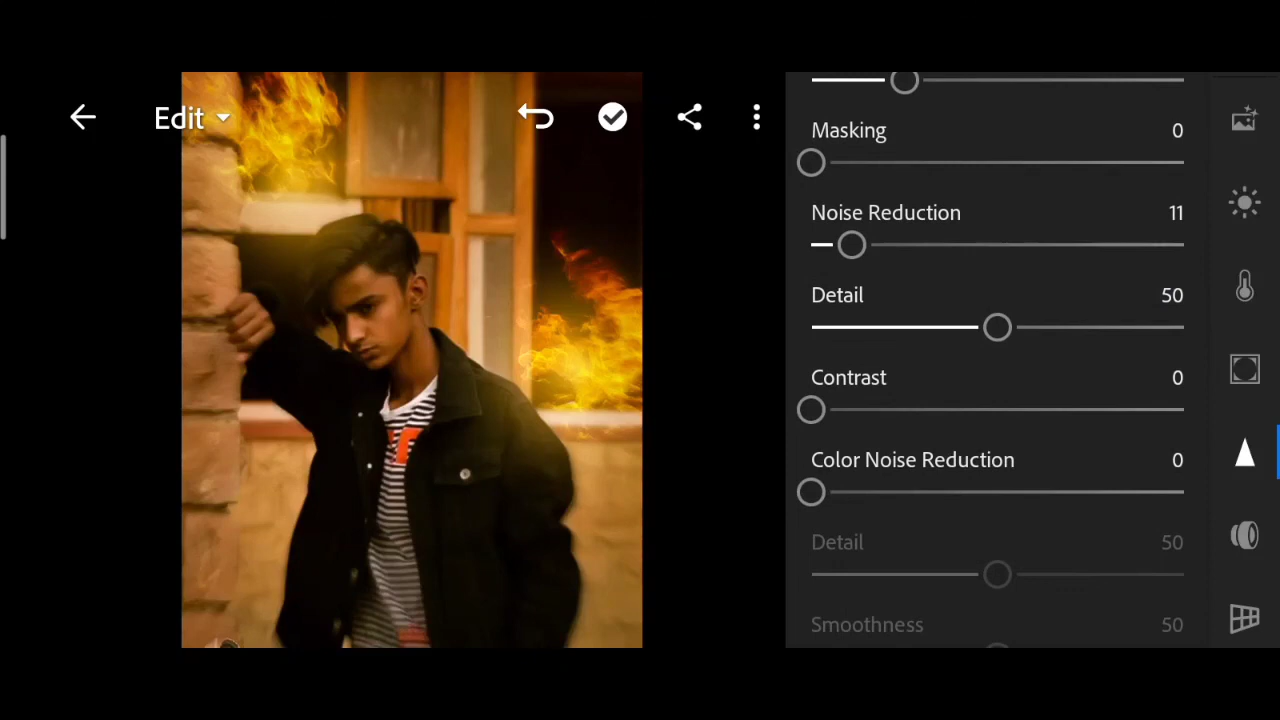 Edit
Masking 0
Noise Reduction 11
Detail 50
Contrast 0
Color Noise Reduction 0
Detail 50
Smoothness 50